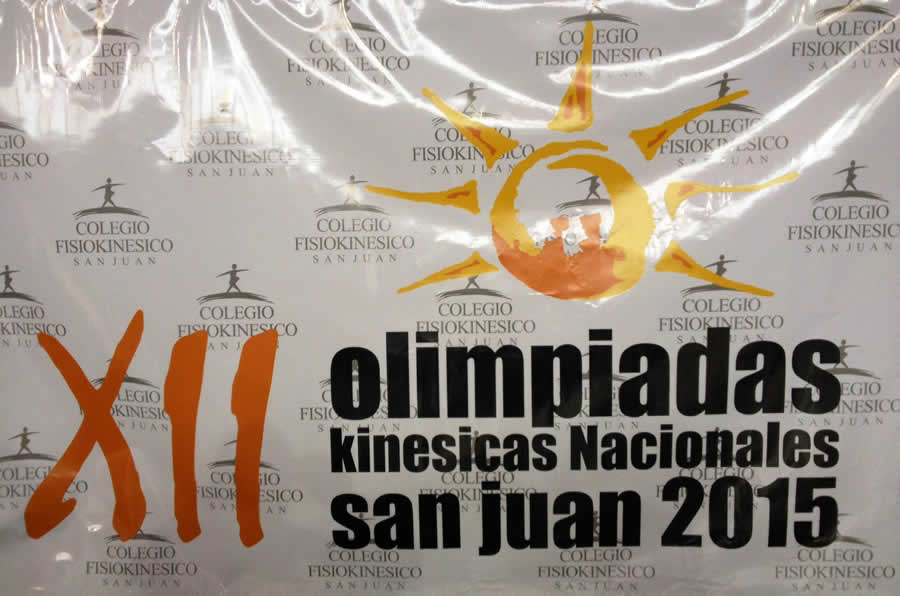 COLEGIO
FISIOKINESICO
SAN JUAN
XII
olimpiadas
kinesicas Nacionales
san juan 2015